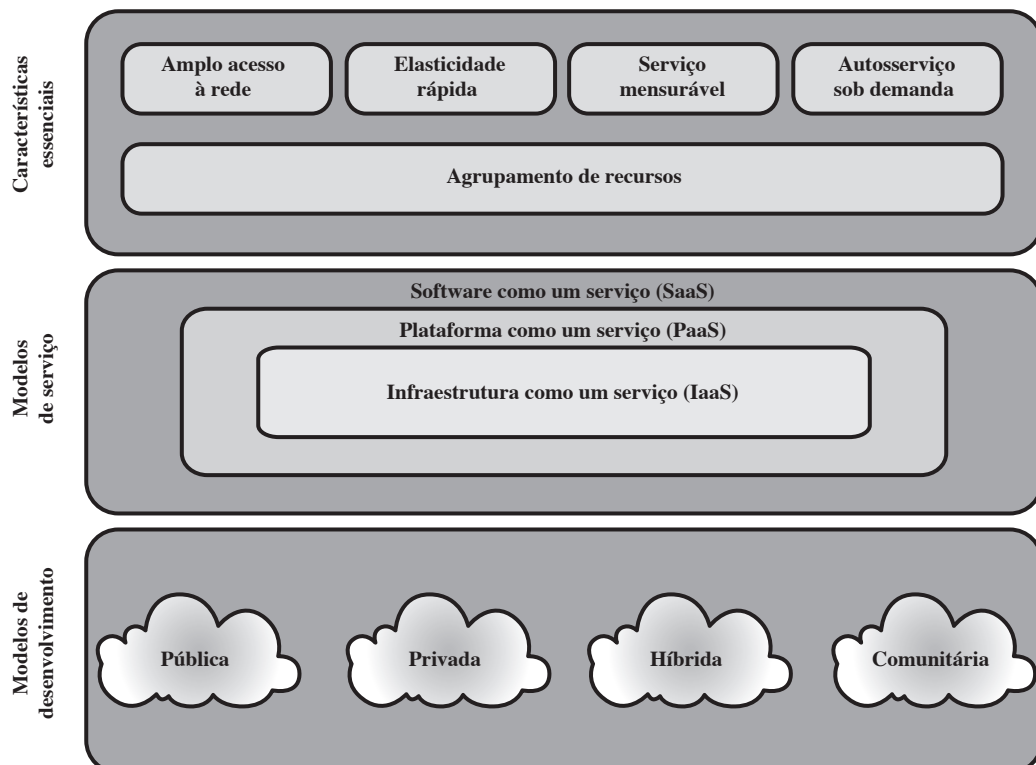 Características
essenciais
Amplo acesso
à rede
Elasticidade
rápida
Serviço
mensurável
Autosserviço
sob demanda
Agrupamento de recursos
Modelos
de serviço
Software como um serviço (SaaS)
Plataforma como um serviço (PaaS)
Infraestrutura como um serviço (IaaS)
Modelos de
desenvolvimento
Pública
Privada
Híbrida
Comunitária